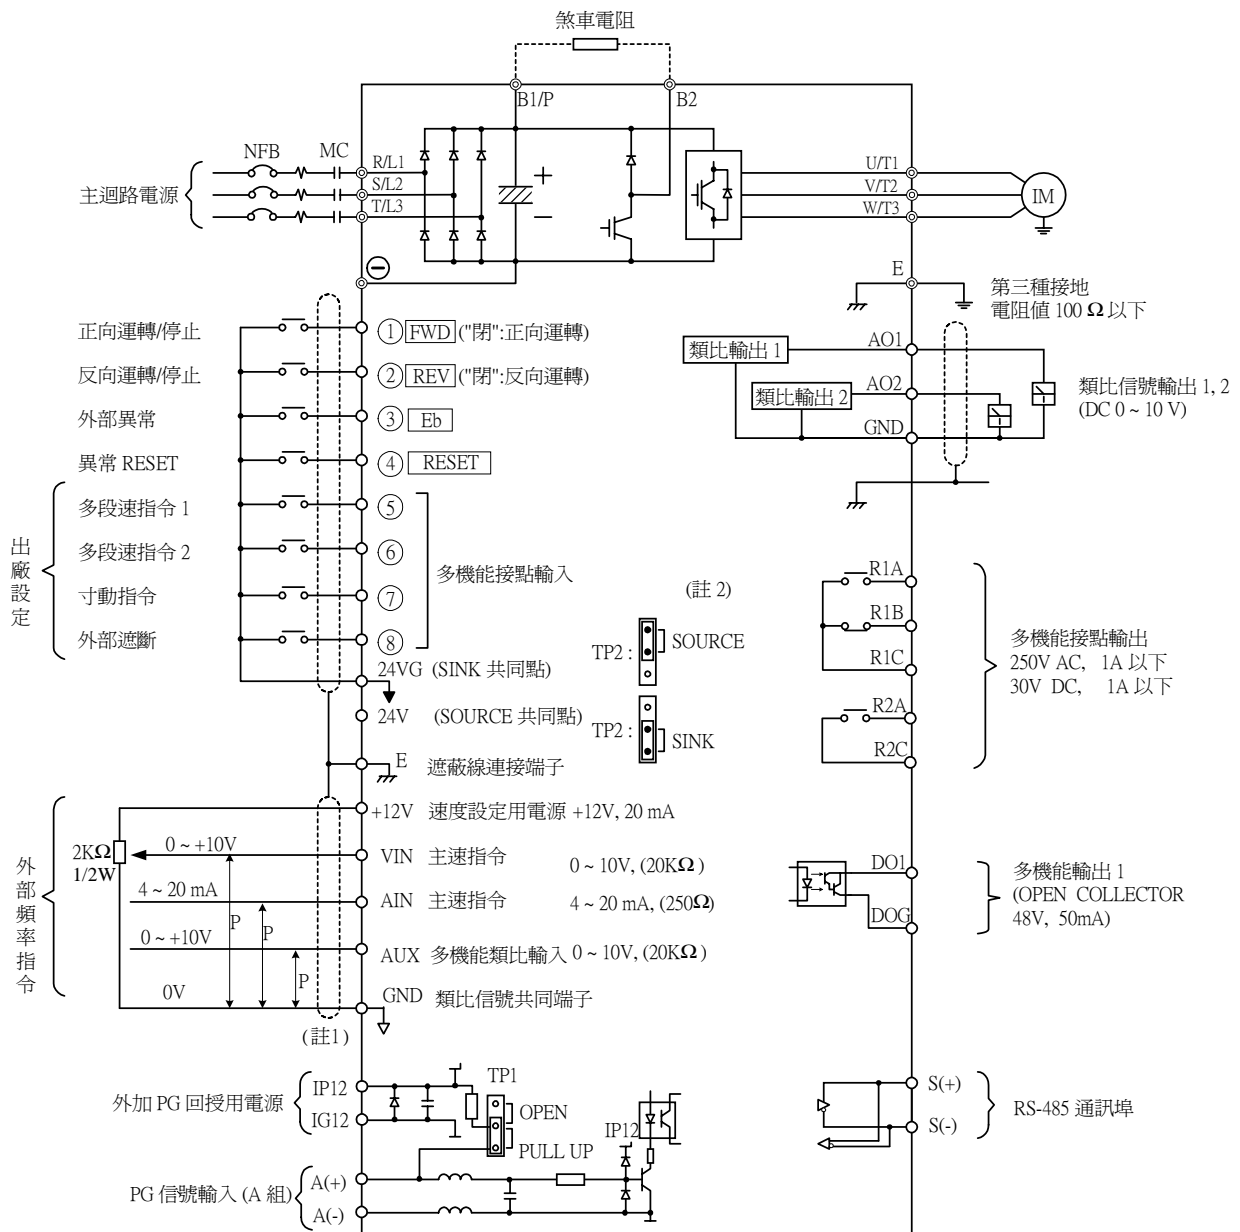 煞車電阻
B1/P
B2
NFB
MC
R/L1
S/L2
T/L3
主迴路電源
+
−
U/T1
V/T2
W/T3
IM
⊖
E
第三種接地
電阻值 100 Ω 以下
正向運轉/停止
① FWD ("閉":正向運轉)
反向運轉/停止
② REV ("閉":反向運轉)
外部異常
③ Eb
異常 RESET
④ RESET
出廠設定
多段速指令 1
⑤
多段速指令 2
⑥
寸動指令
⑦
外部遮斷
⑧
多機能接點輸入
24VG (SINK 共同點)
24V (SOURCE 共同點)
E 遮蔽線連接端子
(註 2)
TP2 :
SOURCE
TP2 :
SINK
類比輸出 1
AO1
類比輸出 2
AO2
GND
類比信號輸出 1, 2
(DC 0 ~ 10 V)
R1A
R1B
R1C
R2A
R2C
多機能接點輸出
250V AC, 1A 以下
30V DC, 1A 以下
外部頻率指令
2KΩ
1/2W
+12V 速度設定用電源 +12V, 20 mA
0 ~ +10V
VIN 主速指令 0 ~ 10V, (20KΩ)
4 ~ 20 mA
AIN 主速指令 4 ~ 20 mA, (250Ω)
0 ~ +10V
AUX 多機能類比輸入 0 ~ 10V, (20KΩ)
P
P
P
0V
GND 類比信號共同端子
(註1)
DO1
DOG
多機能輸出 1
(OPEN COLLECTOR
48V, 50mA)
外加 PG 回授用電源
IP12
IG12
TP1
OPEN
PULL UP
IP12
PG 信號輸入 (A 組)
A(+)
A(-)
S(+)
S(-)
RS-485 通訊埠